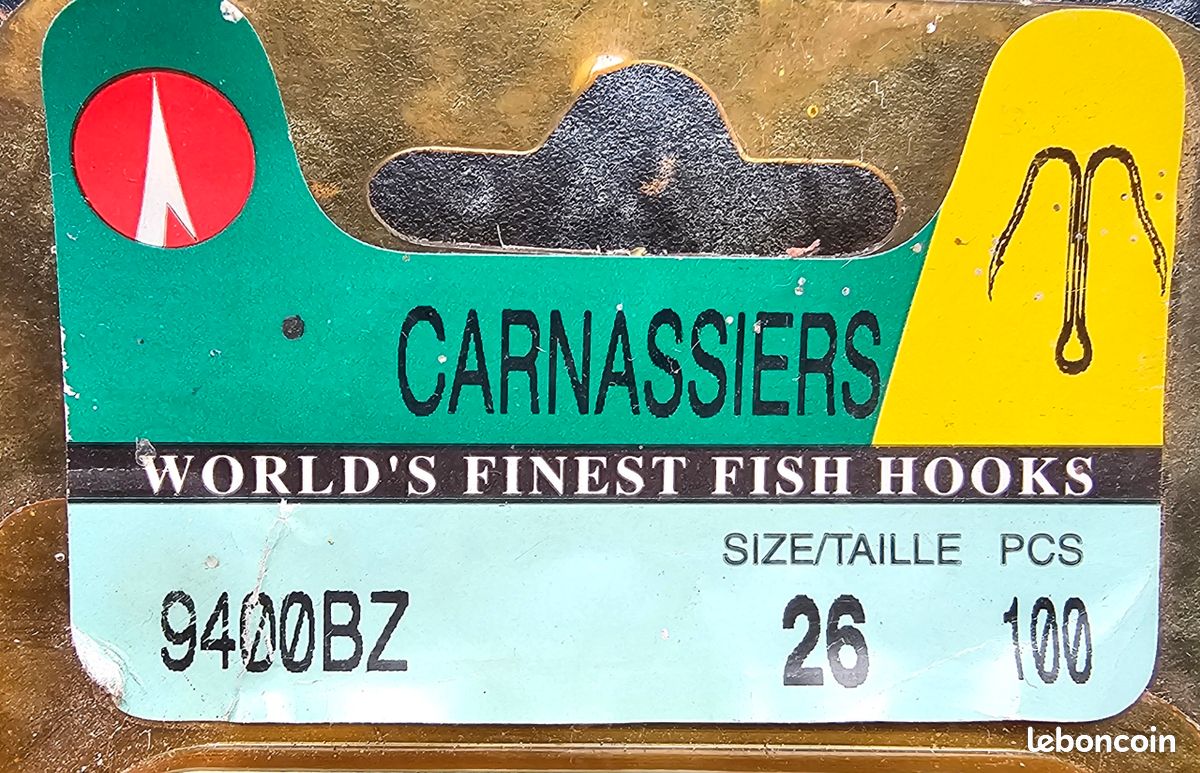 CARNASSIERS
WORLD'S FINEST FISH HOOKS
SIZE/TAILLE PCS
9400BZ 26 100
leboncoin